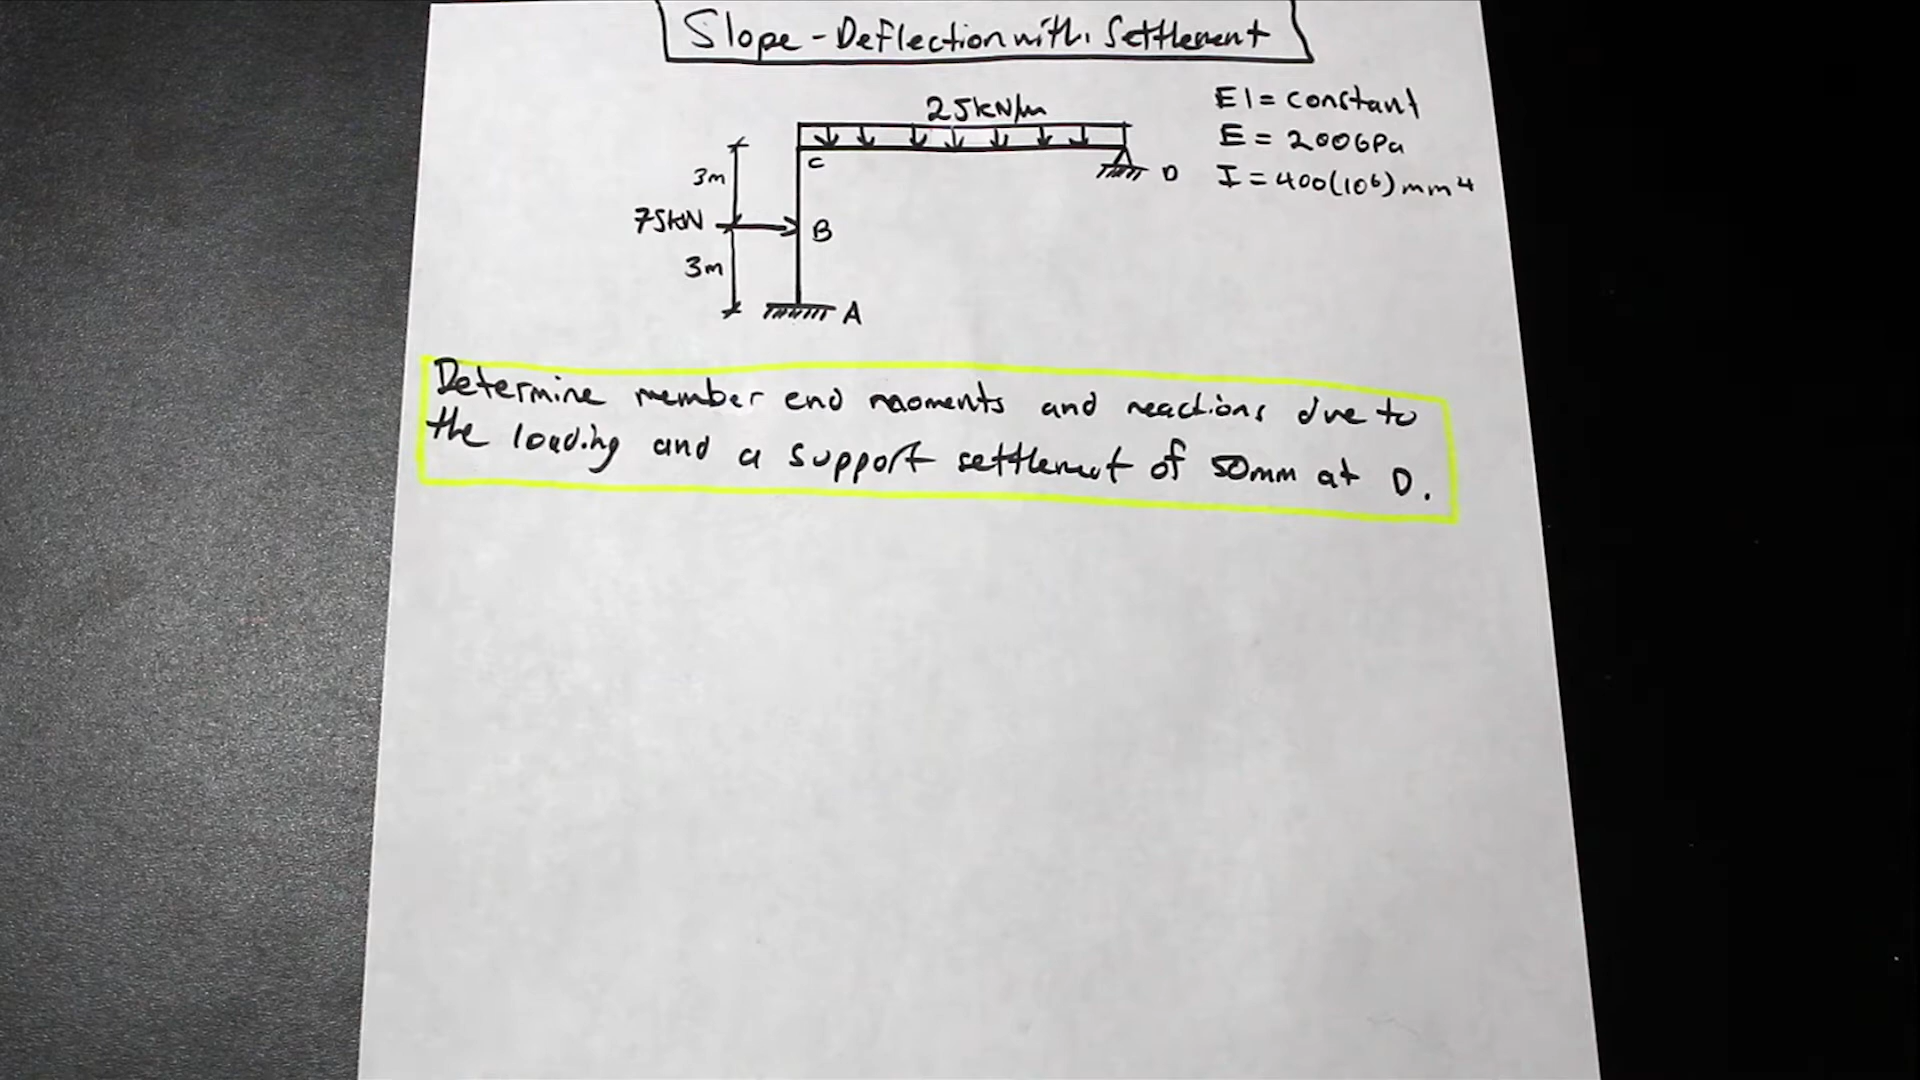 Slope-Deflection with Settlement
25kN/m
EI = constant
E = 200GPa
I = 400(10⁶)mm⁴
3m
C
D
75kN
B
3m
A
Determine member end moments and reactions due to
the loading and a support settlement of 50mm at D.